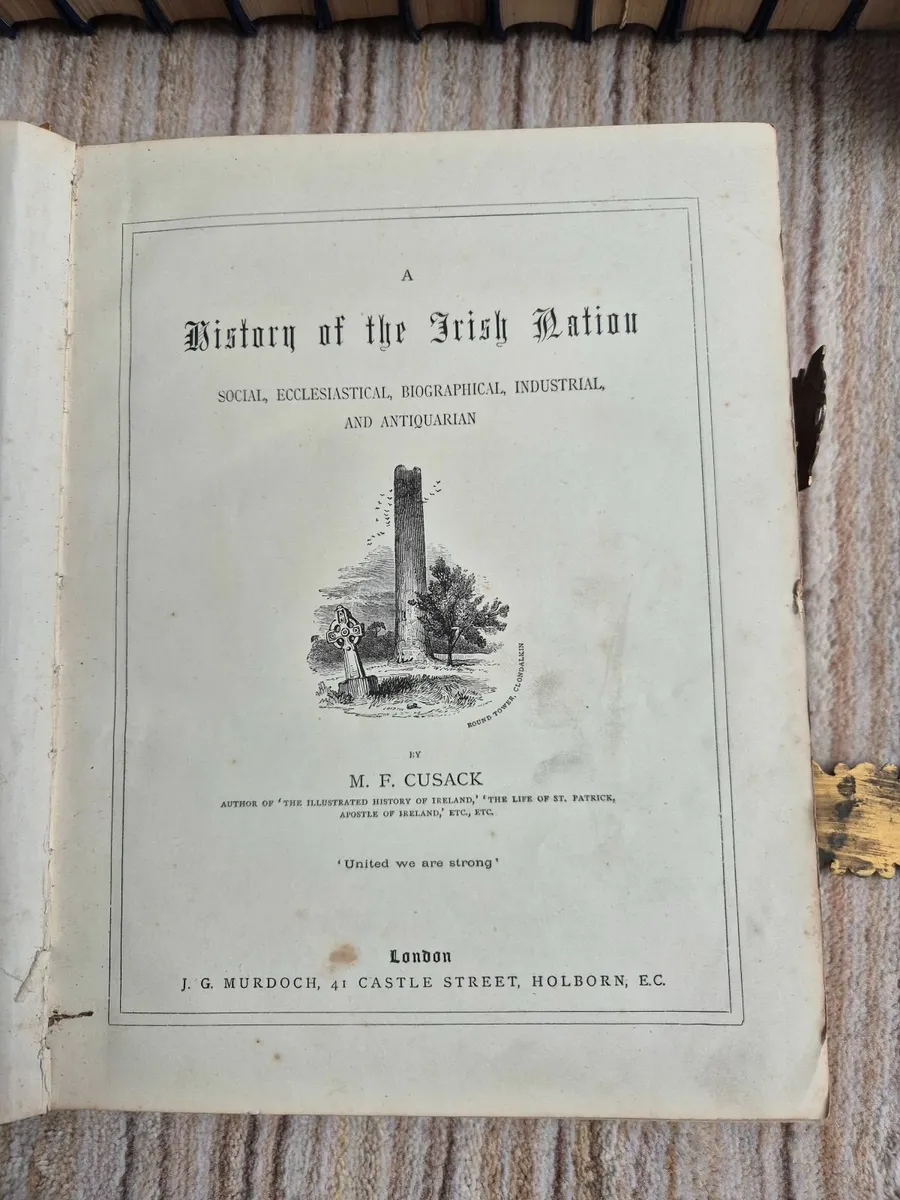 A
History of the Irish Nation
SOCIAL, ECCLESIASTICAL, BIOGRAPHICAL, INDUSTRIAL,
AND ANTIQUARIAN
ROUND TOWER, CLONDALKIN
BY
M. F. CUSACK
AUTHOR OF 'THE ILLUSTRATED HISTORY OF IRELAND,' 'THE LIFE OF ST. PATRICK,
APOSTLE OF IRELAND,' ETC., ETC.
'United we are strong'
London
J. G. MURDOCH, 41 CASTLE STREET, HOLBORN, E.C.